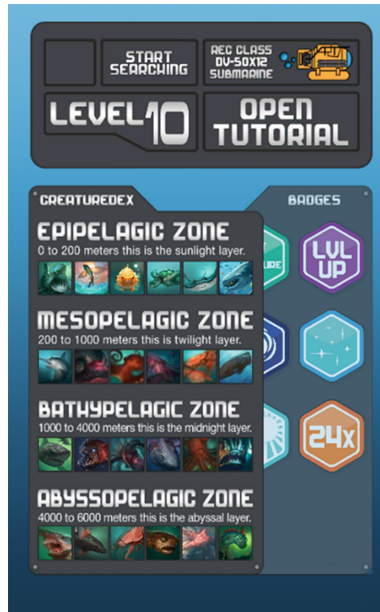 START
SEARCHING
REC CLASS
DV-50X12
SUBMARINE
LEVEL 10
OPEN
TUTORIAL
CREATUREDEX
BADGES
EPIPELAGIC ZONE
0 to 200 meters this is the sunlight layer.
LVL
UP
MESOPELAGIC ZONE
200 to 1000 meters this is twilight layer.
BATHYPELAGIC ZONE
1000 to 4000 meters this is the midnight layer.
24X
ABYSSOPELAGIC ZONE
4000 to 6000 meters this is the abyssal layer.